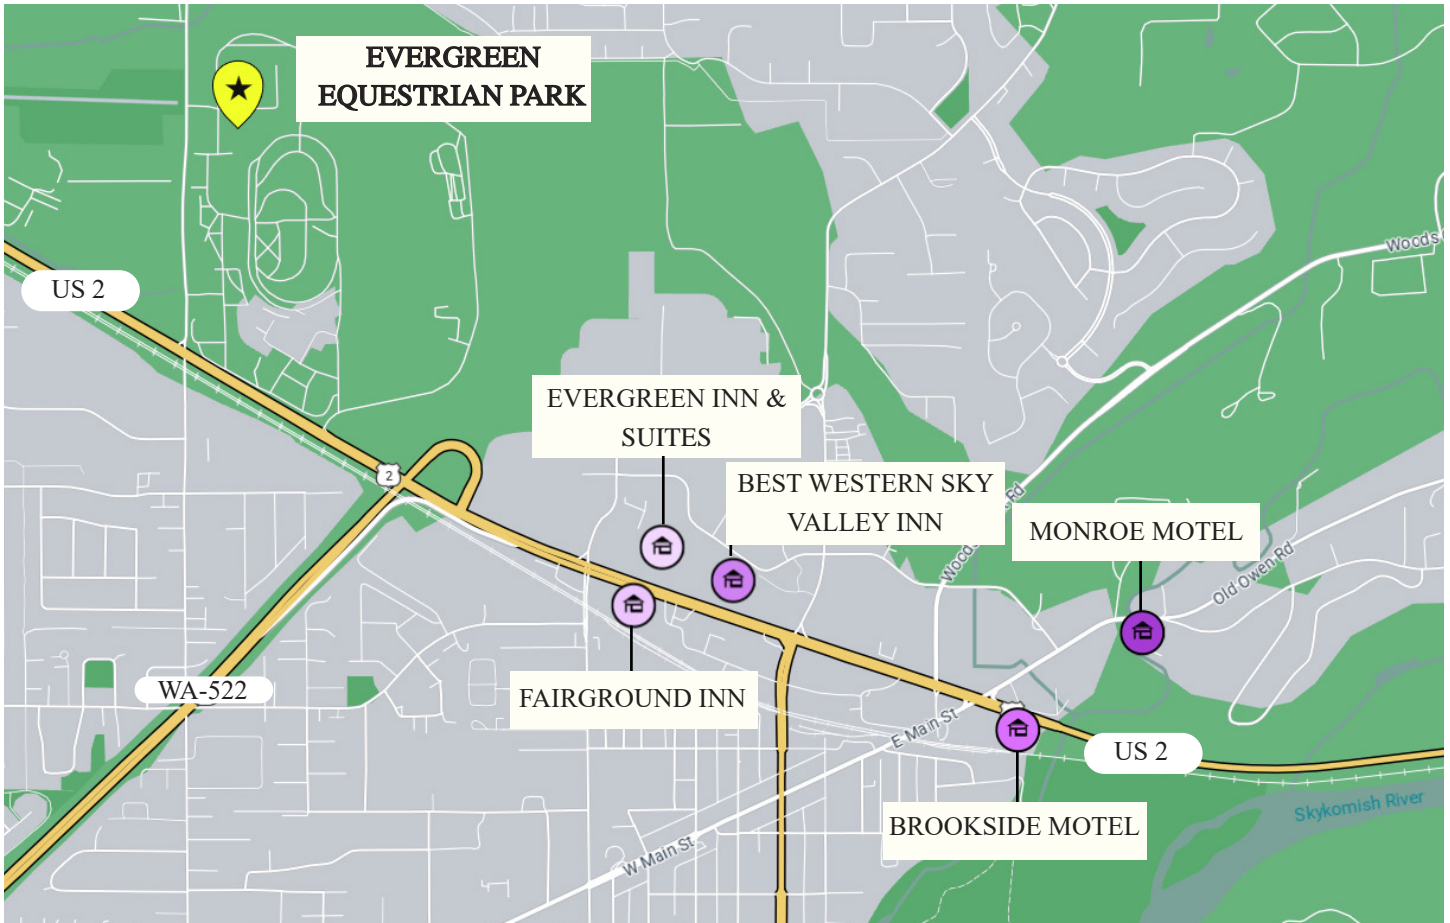 EVERGREEN
EQUESTRIAN PARK
Woods
US 2
EVERGREEN INN &
SUITES
2
BEST WESTERN SKY
VALLEY INN
Rd
MONROE MOTEL
Woods
Old Owen Rd
WA-522
FAIRGROUND INN
E Main St
US 2
Skykomish River
BROOKSIDE MOTEL
W Main St